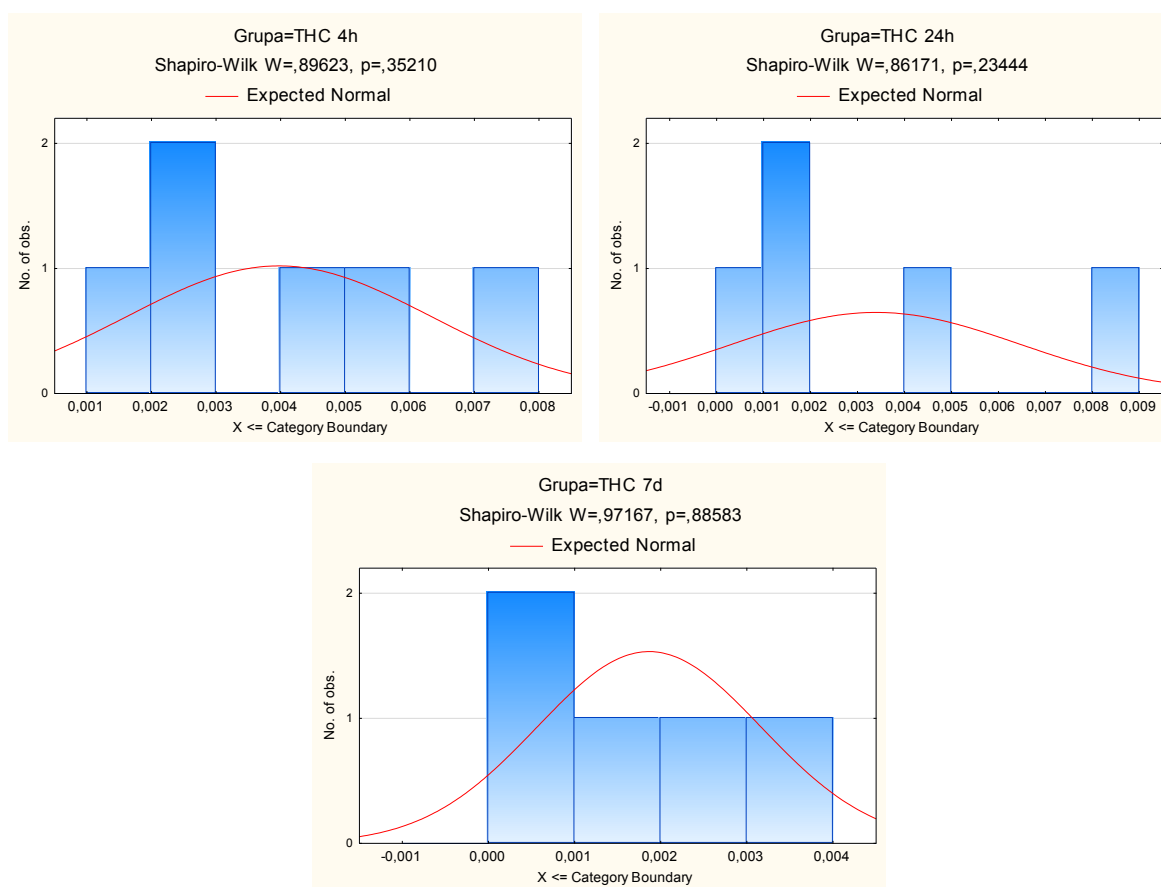 Grupa=THC 4h
Shapiro-Wilk W=,89623, p=,35210
Expected Normal
2
1
0
No. of obs.
0,001 0,002 0,003 0,004 0,005 0,006 0,007 0,008
X <= Category Boundary
Grupa=THC 24h
Shapiro-Wilk W=,86171, p=,23444
Expected Normal
2
1
0
No. of obs.
-0,001 0,000 0,001 0,002 0,003 0,004 0,005 0,006 0,007 0,008 0,009
X <= Category Boundary
Grupa=THC 7d
Shapiro-Wilk W=,97167, p=,88583
Expected Normal
2
1
0
No. of obs.
-0,001 0,000 0,001 0,002 0,003 0,004
X <= Category Boundary